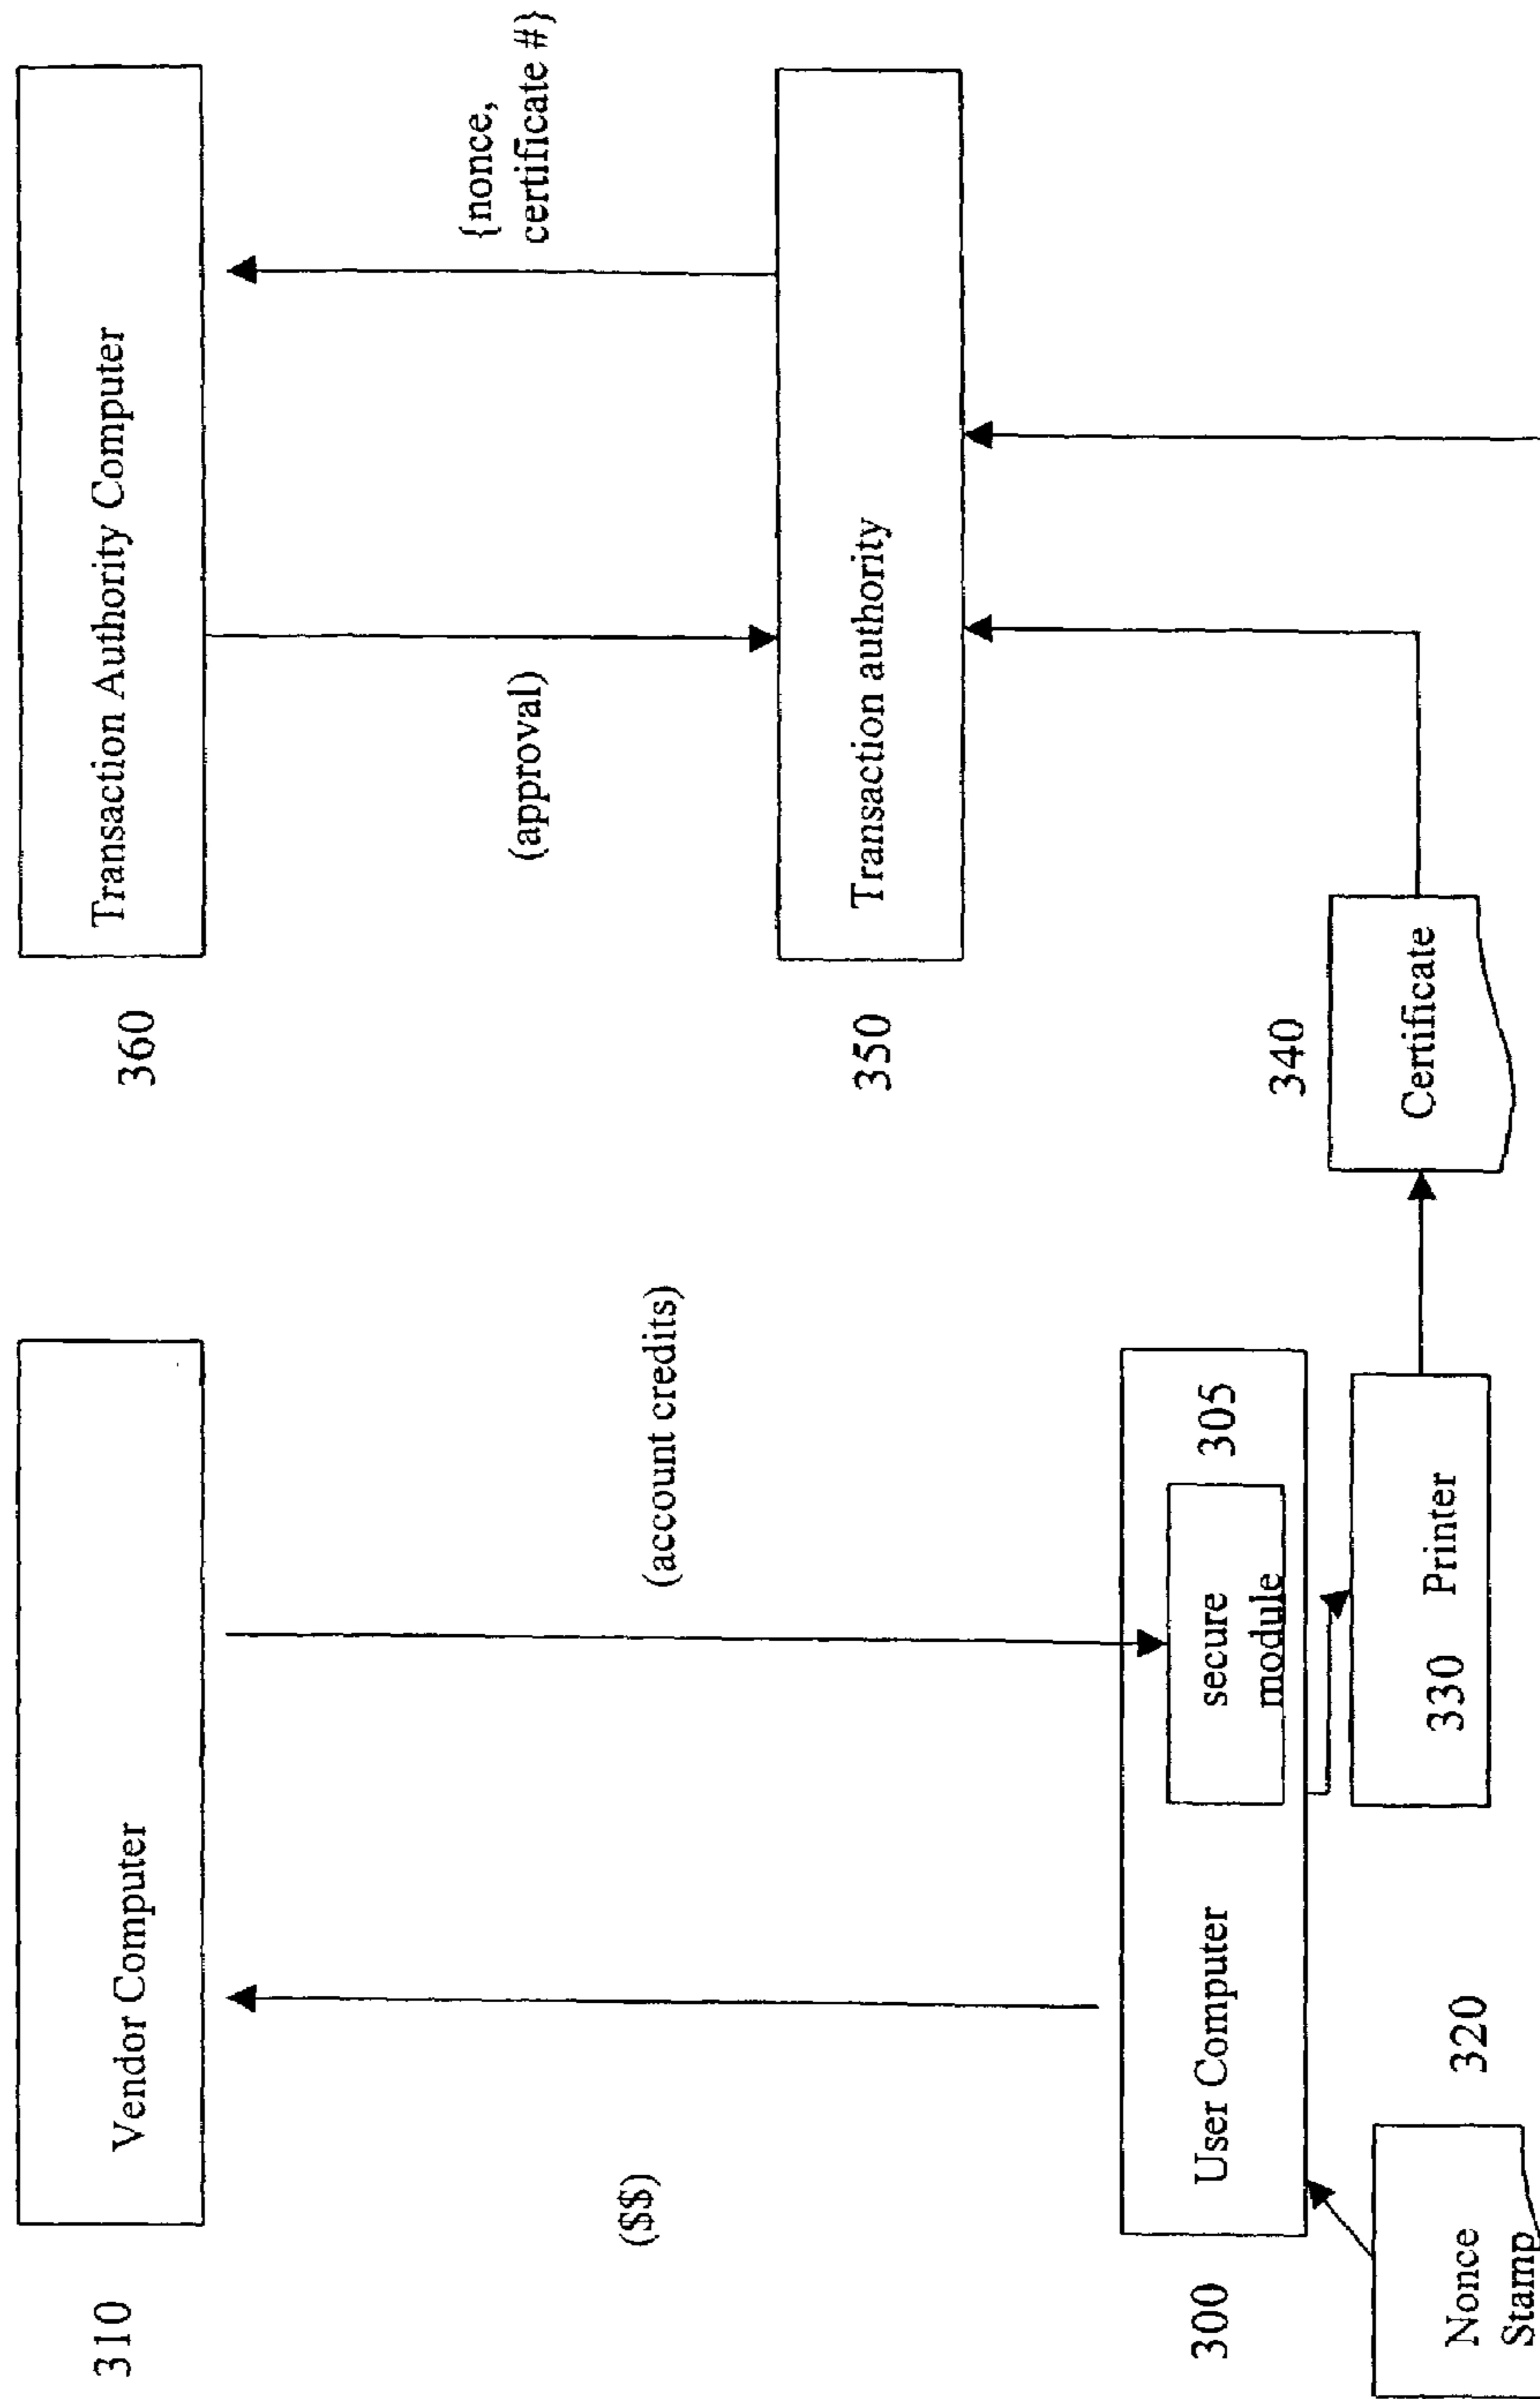 310
Vendor Computer
360
Transaction Authority Computer
($$)
(account credits)
(approval)
{nonce,
certificate #}
300
User Computer
secure
module
305
350
Transaction authority
Nonce
Stamp
320
330
Printer
340
Certificate